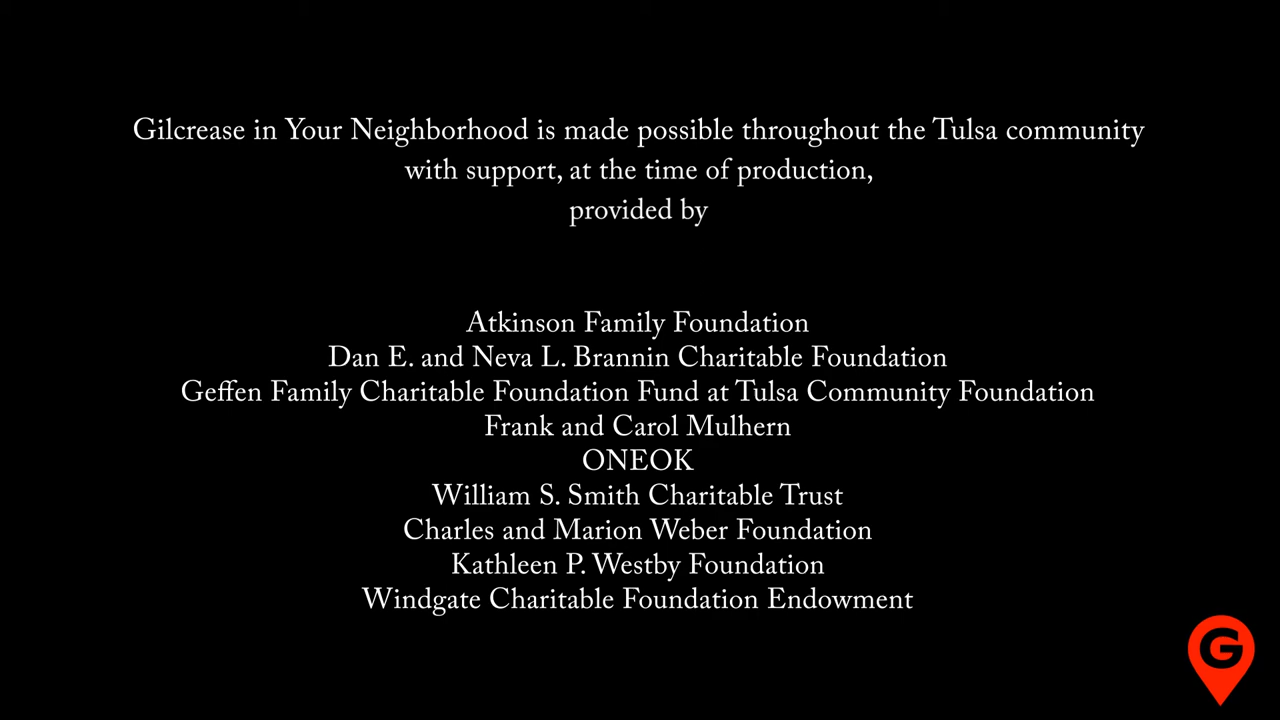 Gilcrease in Your Neighborhood is made possible throughout the Tulsa community
with support, at the time of production,
provided by
Atkinson Family Foundation
Dan E. and Neva L. Brannin Charitable Foundation
Geffen Family Charitable Foundation Fund at Tulsa Community Foundation
Frank and Carol Mulhern
ONEOK
William S. Smith Charitable Trust
Charles and Marion Weber Foundation
Kathleen P. Westby Foundation
Windgate Charitable Foundation Endowment
G